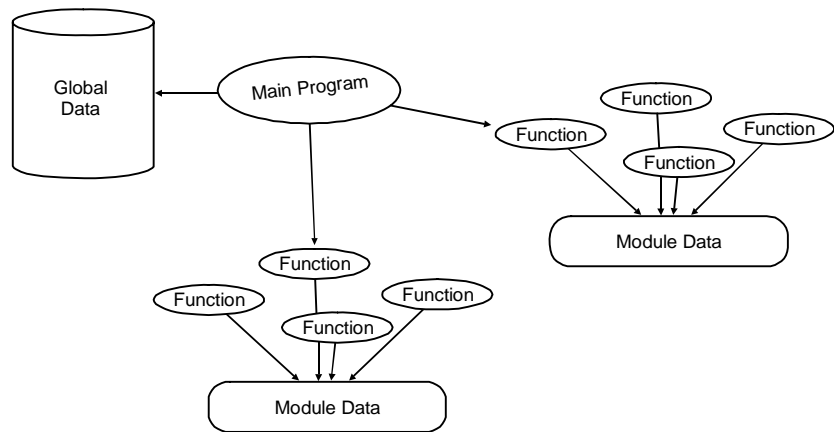 Global
Data
Main Program
Function
Function
Function
Function
Module Data
Function
Function
Function
Function
Module Data